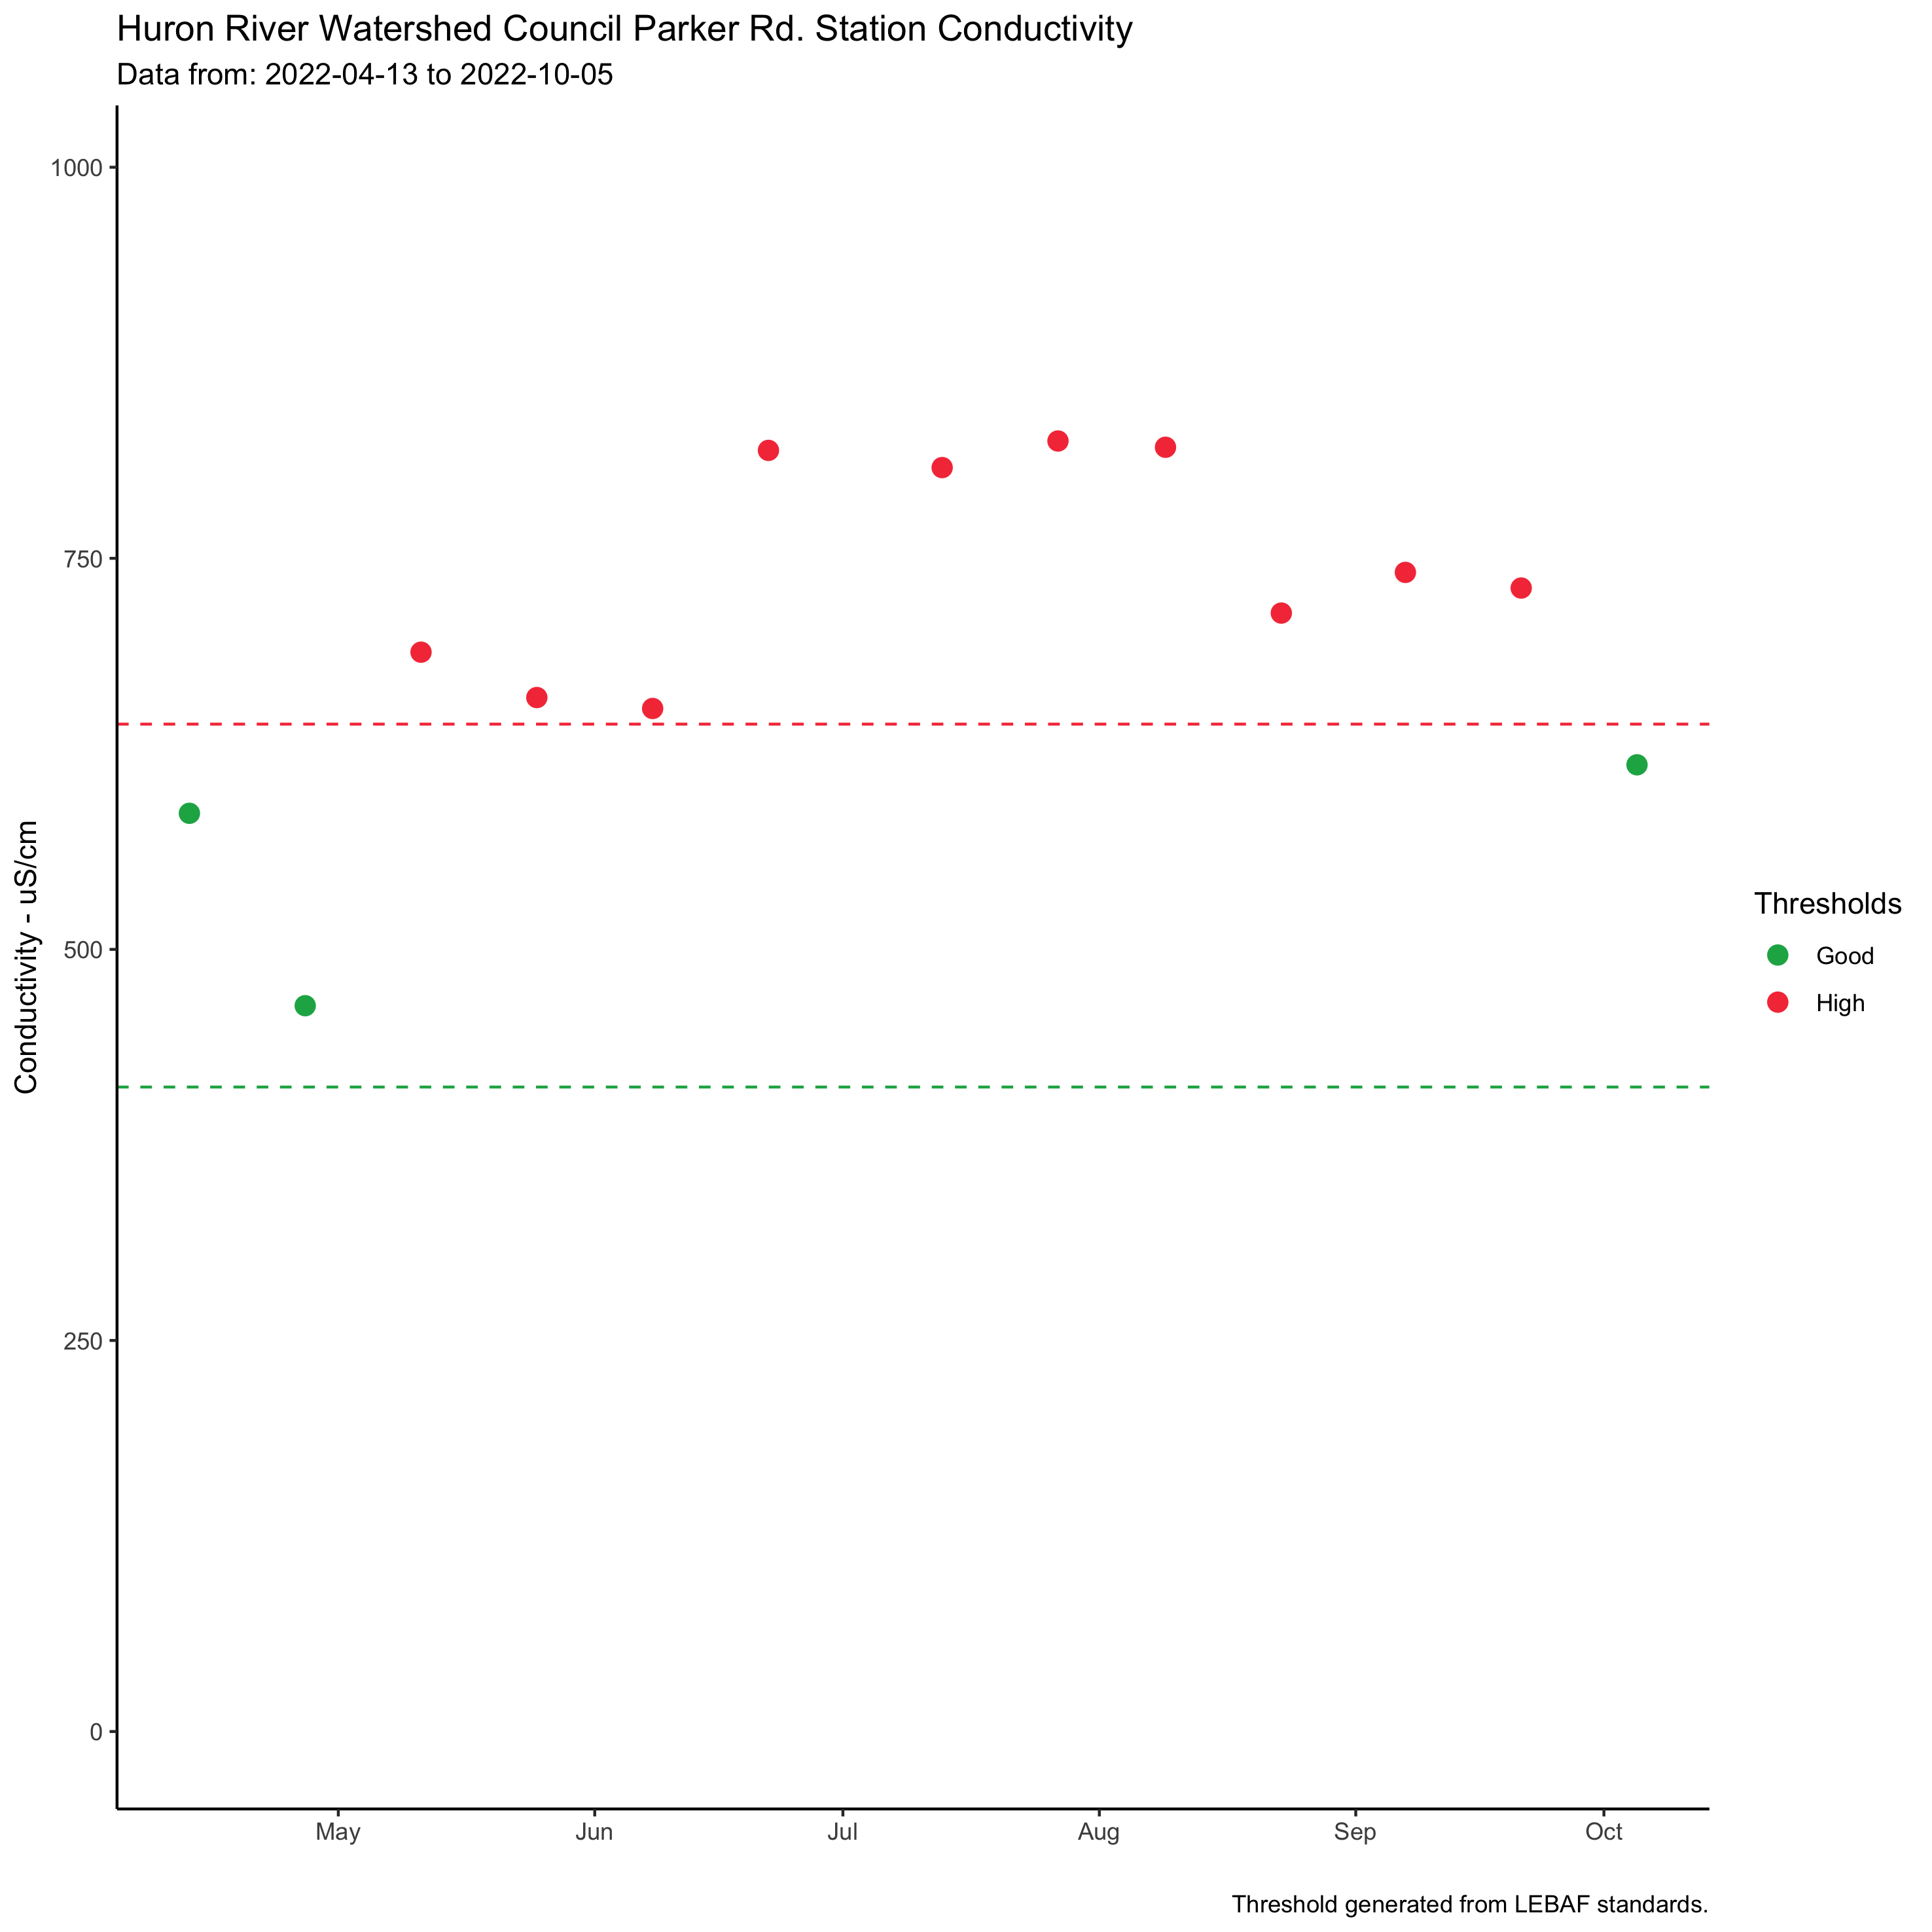 Huron River Watershed Council Parker Rd. Station Conductivity
Data from: 2022-04-13 to 2022-10-05
1000
750
500
250
0
Conductivity - uS/cm
May Jun Jul Aug Sep Oct
Thresholds
Good
High
Threshold generated from LEBAF standards.